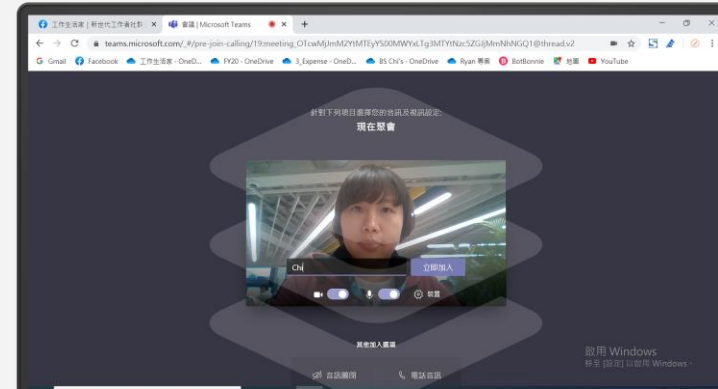 工作生活家 | 新世代工作者社群
會議 | Microsoft Teams
teams.microsoft.com/_#/pre-join-calling/19:meeting_OTcwMjJmM2YtMTEyYS00MWYxLTg3MTYtNzc5ZGJjMmNhNGQ1@thread.v2
Gmail Facebook 工作生活家 - OneD... FY20 - OneDrive 3_Expense - OneD... BS Chi's - OneDrive Ryan 專案 BotBonnie 地圖 YouTube
針對下列項目選擇您的音訊及視訊設定:
現在聚會
Chi 立即加入
裝置
其他加入選項
音訊關閉 電話音訊
啟用 Windows
移至 [設定] 以啟用 Windows。